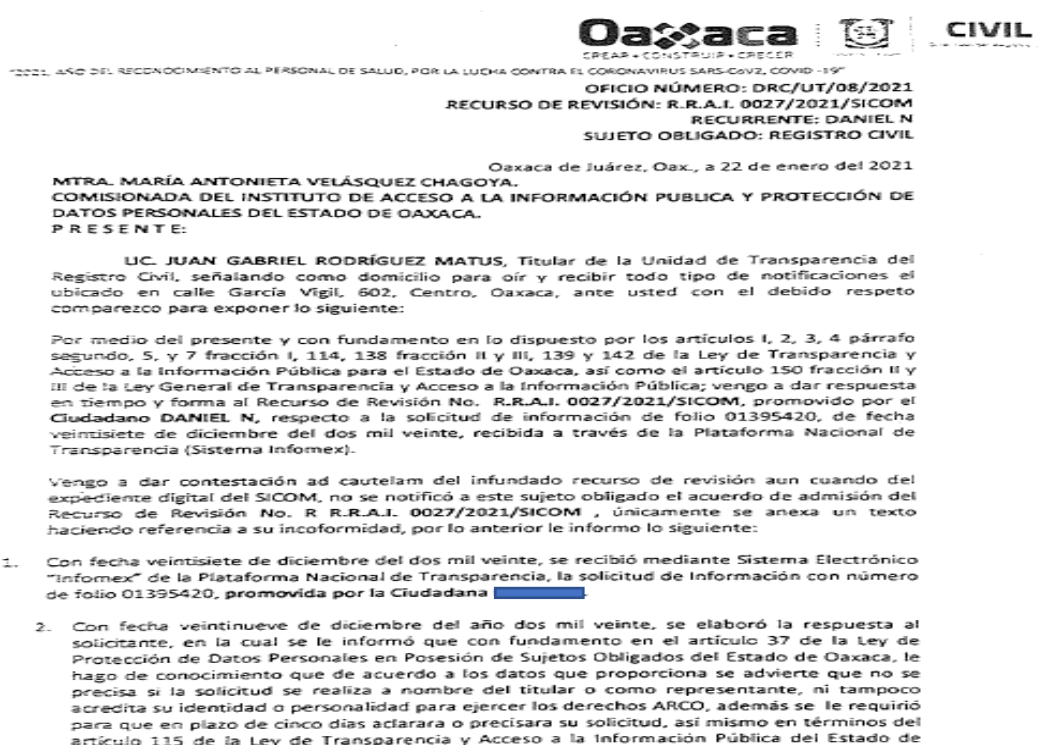 Oaxaca CIVIL
CREAR • CONSTRUIR • CRECER
"2021, AÑO DEL RECONOCIMIENTO AL PERSONAL DE SALUD, POR LA LUCHA CONTRA EL CORONAVIRUS SARS-CoV2, COVID -19"
OFICIO NÚMERO: DRC/UT/08/2021
RECURSO DE REVISIÓN: R.R.A.I. 0027/2021/SICOM
RECURRENTE: DANIEL N
SUJETO OBLIGADO: REGISTRO CIVIL
Oaxaca de Juárez, Oax., a 22 de enero del 2021
MTRA. MARÍA ANTONIETA VELÁSQUEZ CHAGOYA.
COMISIONADA DEL INSTITUTO DE ACCESO A LA INFORMACIÓN PUBLICA Y PROTECCIÓN DE
DATOS PERSONALES DEL ESTADO DE OAXACA.
P R E S E N T E:
LIC. JUAN GABRIEL RODRÍGUEZ MATUS, Titular de la Unidad de Transparencia del
Registro Civil, señalando como domicilio para oír y recibir todo tipo de notificaciones el
ubicado en calle García Vigil, 602, Centro, Oaxaca, ante usted con el debido respeto
comparezco para exponer lo siguiente:
Por medio del presente y con fundamento en lo dispuesto por los artículos I, 2, 3, 4 párrafo
segundo, 5, y 7 fracción I, 114, 138 fracción II y III, 139 y 142 de la Ley de Transparencia y
Acceso a la Información Pública para el Estado de Oaxaca, así como el artículo 150 fracción II y
III de la Ley General de Transparencia y Acceso a la Información Pública; vengo a dar respuesta
en tiempo y forma al Recurso de Revisión No. R.R.A.I. 0027/2021/SICOM, promovido por el
Ciudadano DANIEL N, respecto a la solicitud de información de folio 01395420, de fecha
veintisiete de diciembre del dos mil veinte, recibida a través de la Plataforma Nacional de
Transparencia (Sistema Infomex).
Vengo a dar contestación ad cautelam del infundado recurso de revisión aun cuando del
expediente digital del SICOM, no se notificó a este sujeto obligado el acuerdo de admisión del
Recurso de Revisión No. R R.R.A.I. 0027/2021/SICOM , únicamente se anexa un texto
haciendo referencia a su incoformidad, por lo anterior le informo lo siguiente:
1. Con fecha veintisiete de diciembre del dos mil veinte, se recibió mediante Sistema Electrónico
"Infomex" de la Plataforma Nacional de Transparencia, la solicitud de Información con número
de folio 01395420, promovida por la Ciudadana
2. Con fecha veintinueve de diciembre del año dos mil veinte, se elaboró la respuesta al
solicitante, en la cual se le informó que con fundamento en el artículo 37 de la Ley de
Protección de Datos Personales en Posesión de Sujetos Obligados del Estado de Oaxaca, le
hago de conocimiento que de acuerdo a los datos que proporciona se advierte que no se
precisa si la solicitud se realiza a nombre del titular o como representante, ni tampoco
acredita su identidad o personalidad para ejercer los derechos ARCO, además se le requirió
para que en plazo de cinco días aclarara o precisara su solicitud, así mismo en términos del
artículo 115 de la Ley de Transparencia y Acceso a la Información Pública del Estado de